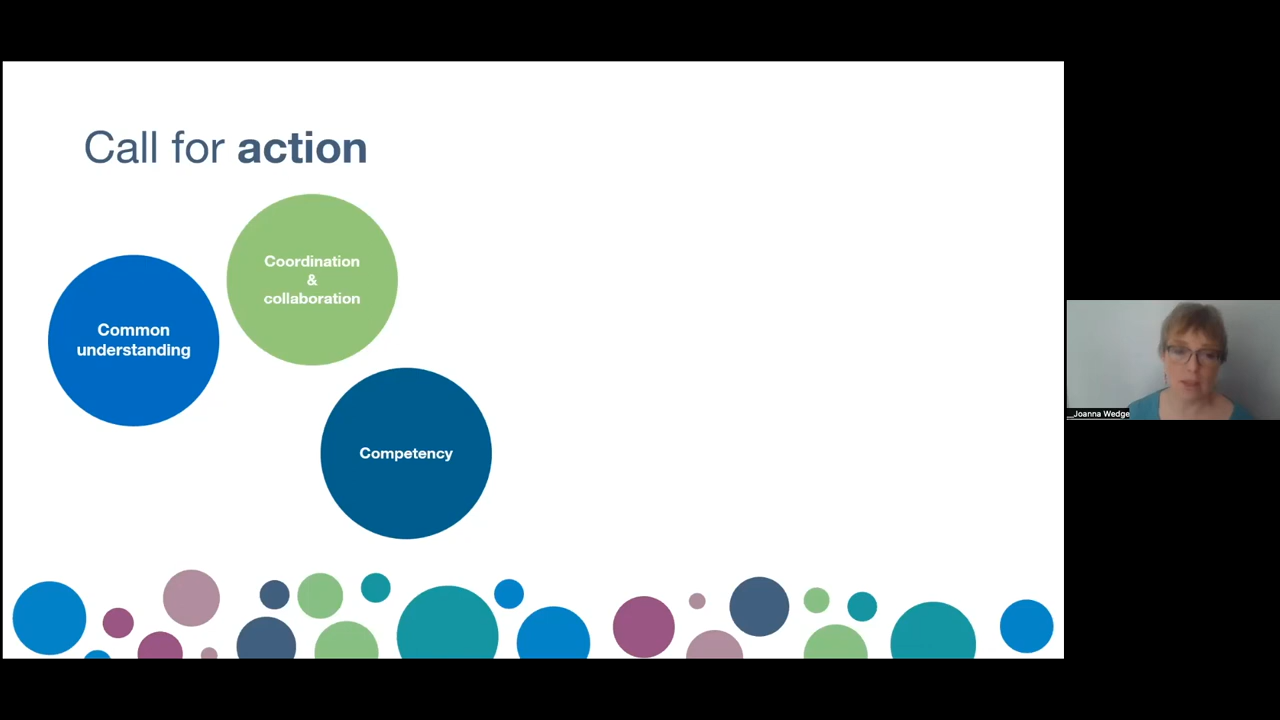 Call for action
Coordination
&
collaboration
Common
understanding
Competency
Joanna Wedge